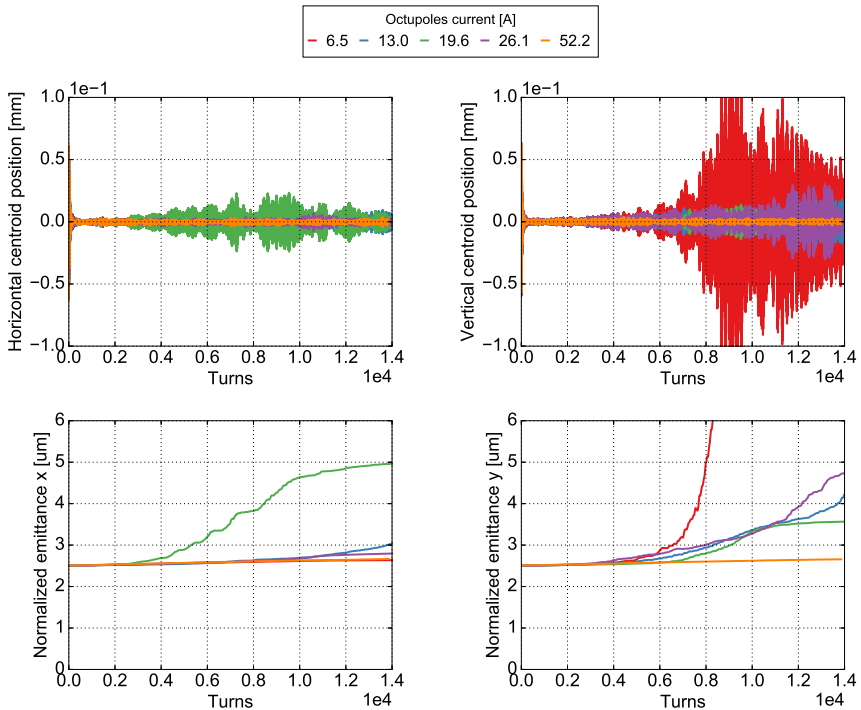 Octupoles current [A]
6.5 13.0 19.6 26.1 52.2
1e−1
1.0
0.5
0.0
−0.5
−1.0
Horizontal centroid position [mm]
0.0 0.2 0.4 0.6 0.8 1.0 1.2 1.4
Turns
1e4
1e−1
1.0
0.5
0.0
−0.5
−1.0
Vertical centroid position [mm]
0.0 0.2 0.4 0.6 0.8 1.0 1.2 1.4
Turns
1e4
6
5
4
3
2
1
0
Normalized emittance x [um]
0.0 0.2 0.4 0.6 0.8 1.0 1.2 1.4
Turns
1e4
6
5
4
3
2
1
0
Normalized emittance y [um]
0.0 0.2 0.4 0.6 0.8 1.0 1.2 1.4
Turns
1e4